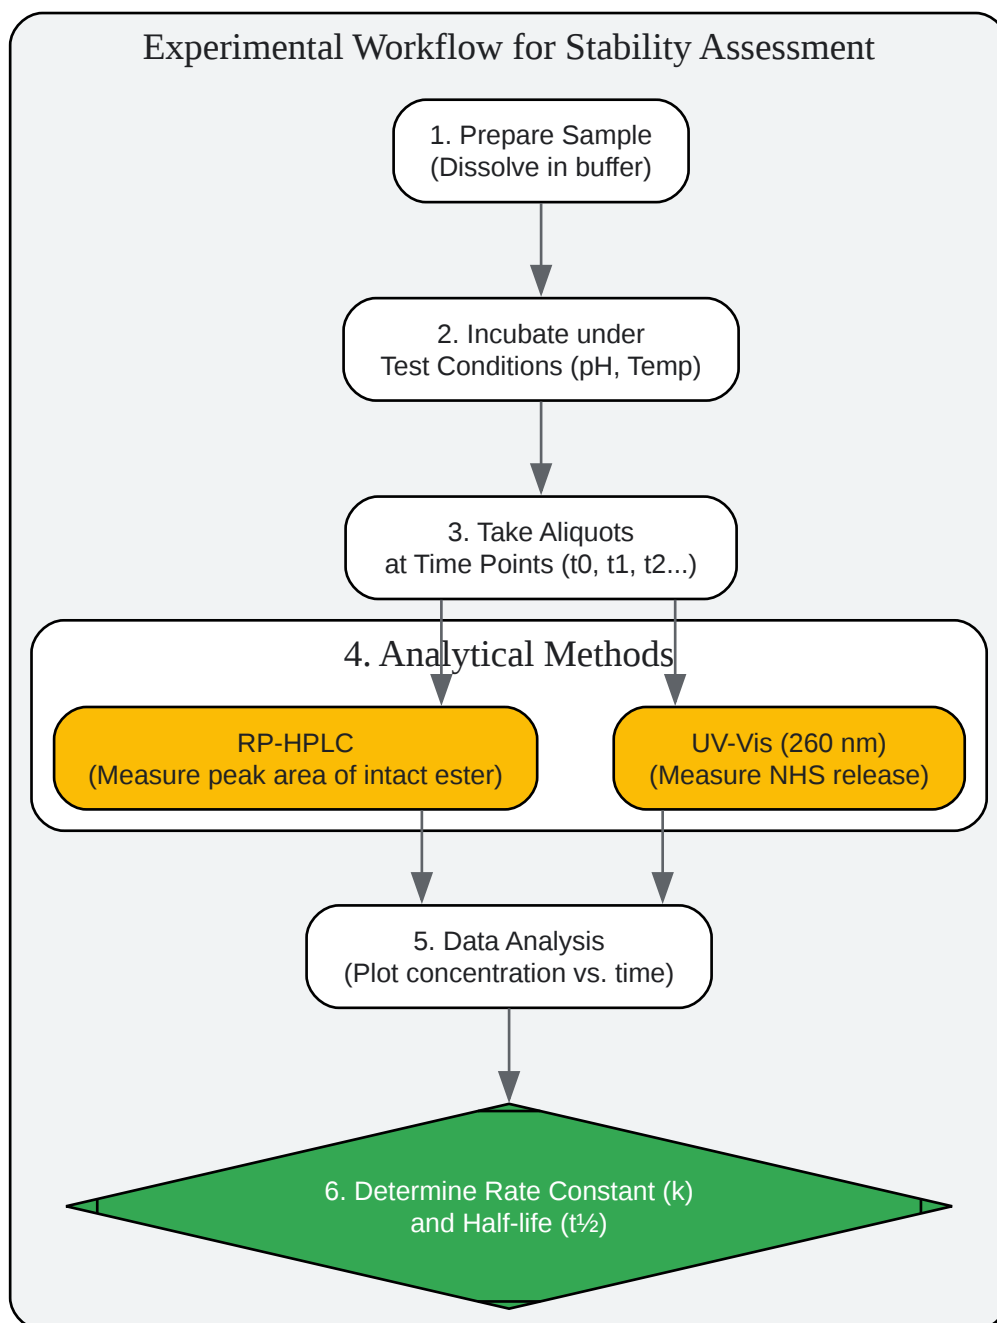 Experimental Workflow for Stability Assessment
1. Prepare Sample
(Dissolve in buffer)
2. Incubate under
Test Conditions (pH, Temp)
3. Take Aliquots
at Time Points (t0, t1, t2...)
4. Analytical Methods
RP-HPLC
(Measure peak area of intact ester)
UV-Vis (260 nm)
(Measure NHS release)
5. Data Analysis
(Plot concentration vs. time)
6. Determine Rate Constant (k)
and Half-life (t½)